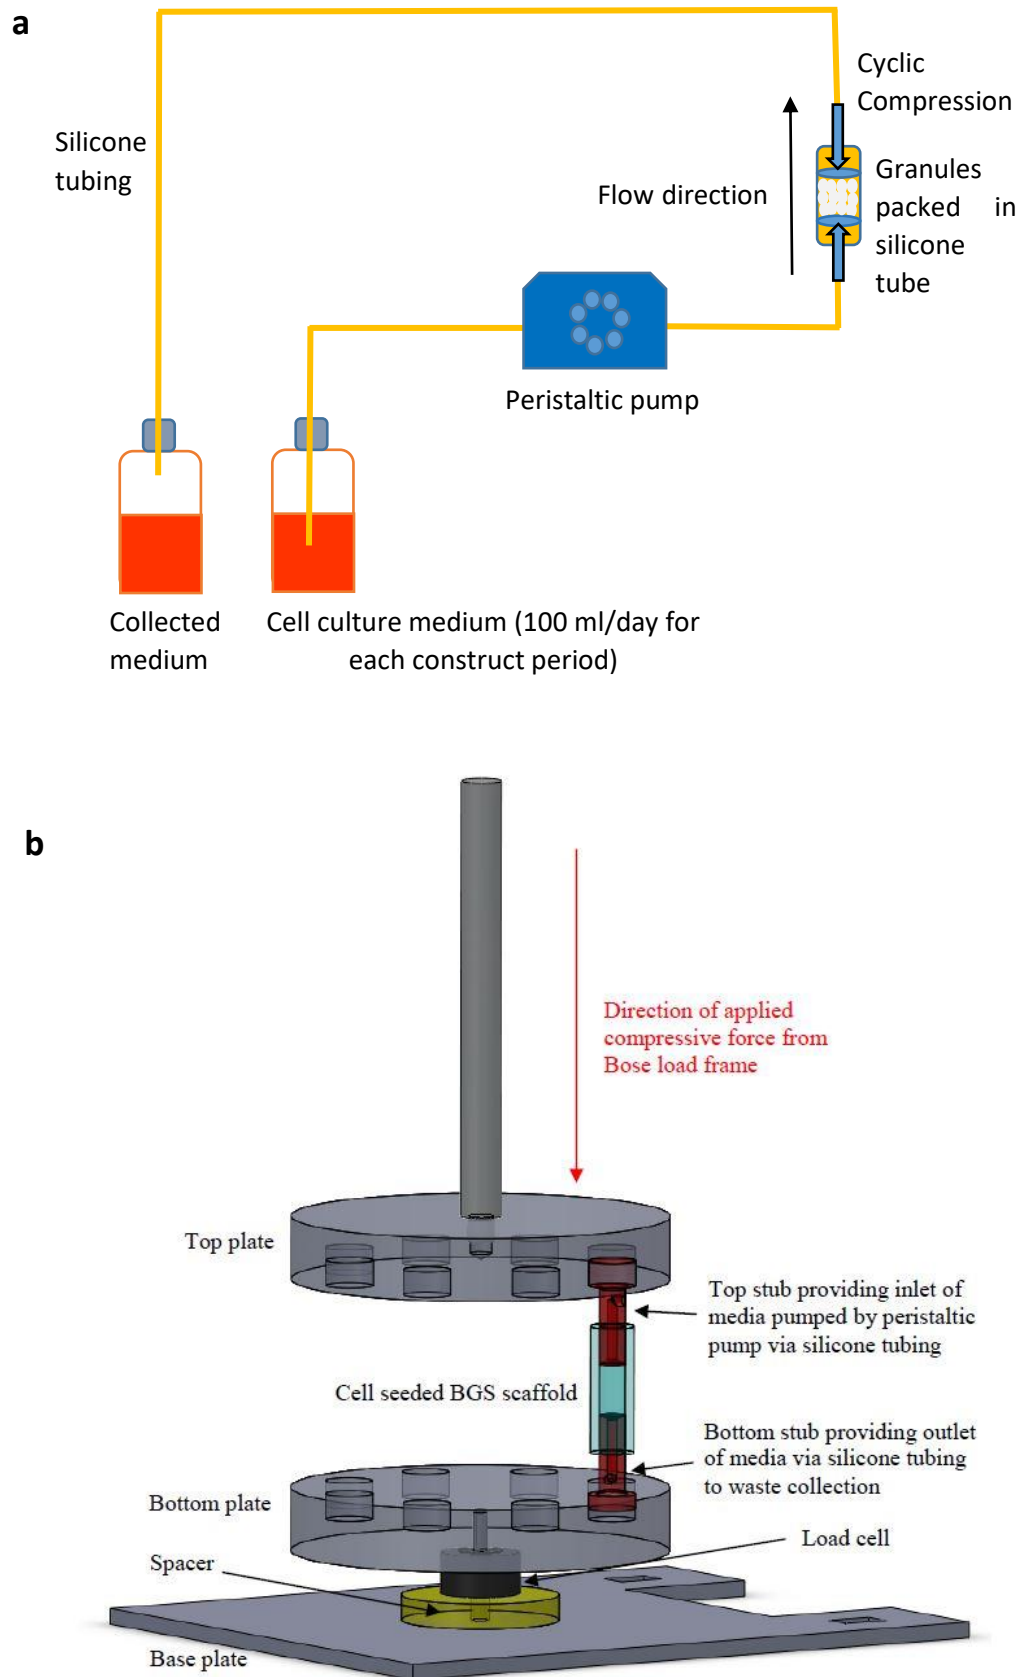 a
Silicone
tubing
Cyclic
Compression
Flow direction
Granules
packed in
silicone
tube
Peristaltic pump
Collected
medium
Cell culture medium (100 ml/day for
each construct period)
b
Direction of applied
compressive force from
Bose load frame
Top plate
Top stub providing inlet of
media pumped by peristaltic
pump via silicone tubing
Cell seeded BGS scaffold
Bottom stub providing outlet
of media via silicone tubing
to waste collection
Bottom plate
Load cell
Spacer
Base plate